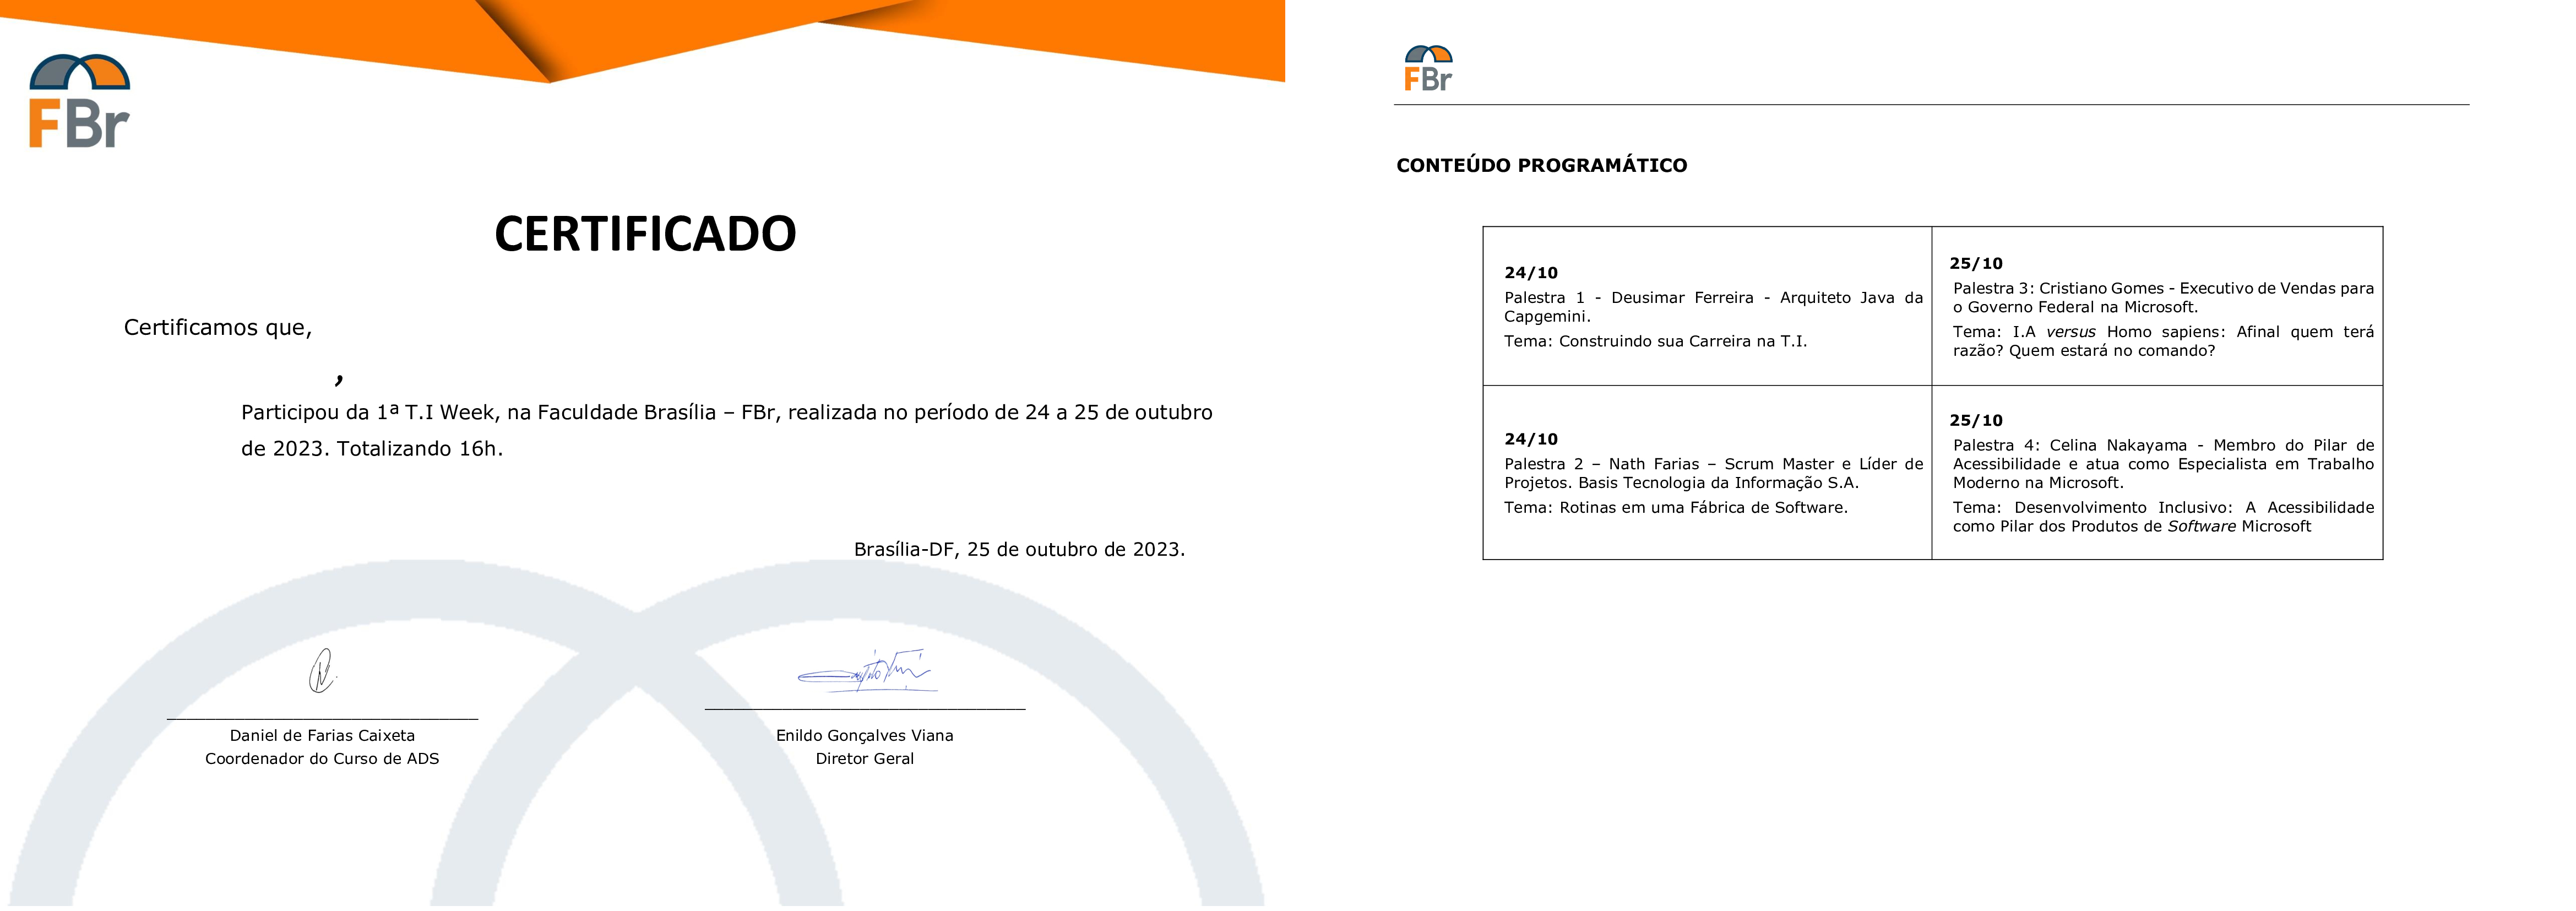 FBr
CERTIFICADO
Certificamos que,
,
Participou da 1ª T.I Week, na Faculdade Brasília – FBr, realizada no período de 24 a 25 de outubro
de 2023. Totalizando 16h.
Brasília-DF, 25 de outubro de 2023.
Daniel de Farias Caixeta
Coordenador do Curso de ADS
Enildo Gonçalves Viana
Diretor Geral
FBr
CONTEÚDO PROGRAMÁTICO
24/10
Palestra 1 - Deusimar Ferreira - Arquiteto Java da
Capgemini.
Tema: Construindo sua Carreira na T.I.
25/10
Palestra 3: Cristiano Gomes - Executivo de Vendas para
o Governo Federal na Microsoft.
Tema: I.A versus Homo sapiens: Afinal quem terá
razão? Quem estará no comando?
24/10
Palestra 2 – Nath Farias – Scrum Master e Líder de
Projetos. Basis Tecnologia da Informação S.A.
Tema: Rotinas em uma Fábrica de Software.
25/10
Palestra 4: Celina Nakayama - Membro do Pilar de
Acessibilidade e atua como Especialista em Trabalho
Moderno na Microsoft.
Tema: Desenvolvimento Inclusivo: A Acessibilidade
como Pilar dos Produtos de Software Microsoft